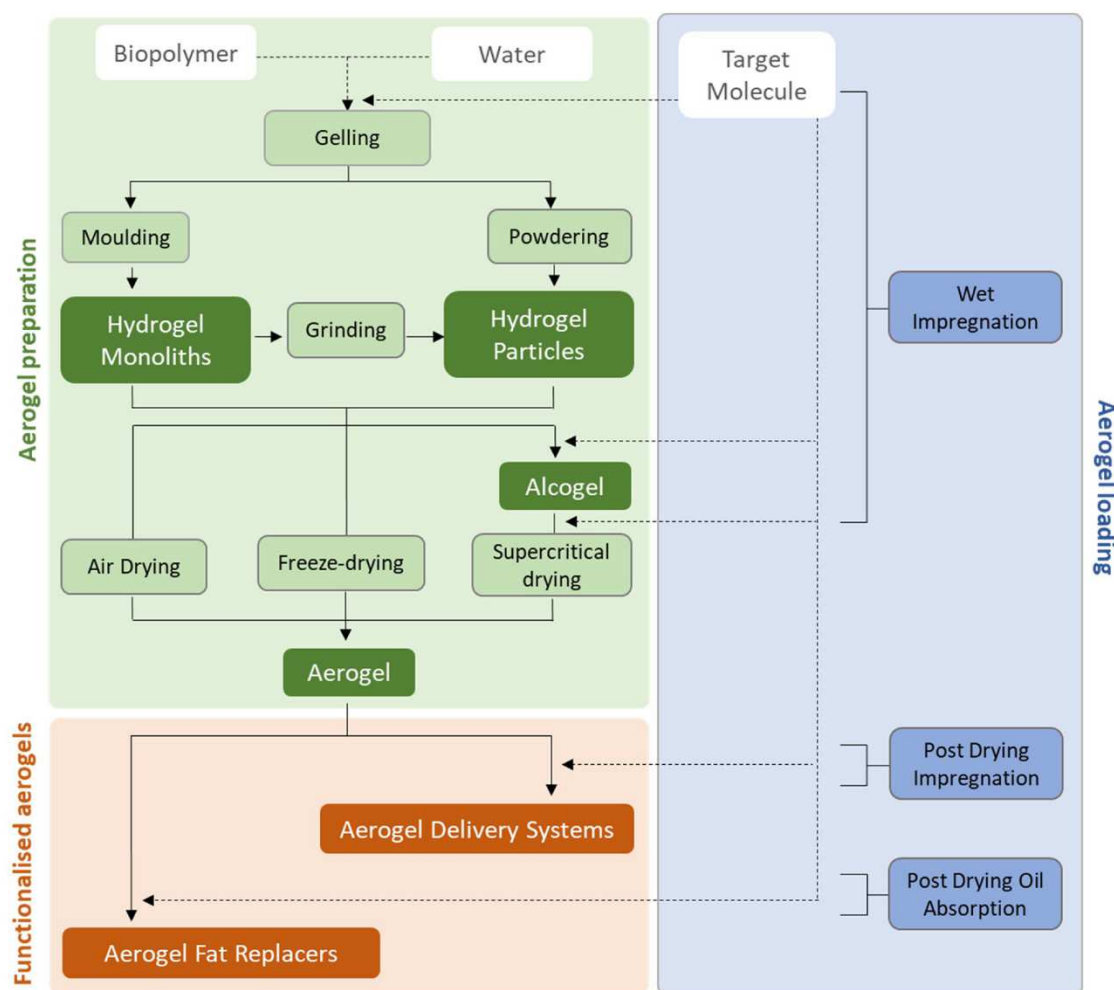 Biopolymer
Water
Target
Molecule
Gelling
Moulding
Powdering
Hydrogel
Monoliths
Grinding
Hydrogel
Particles
Wet
Impregnation
Alcogel
Air Drying
Freeze-drying
Supercritical
drying
Aerogel
Aerogel preparation
Aerogel loading
Functionalised aerogels
Post Drying
Impregnation
Aerogel Delivery Systems
Post Drying Oil
Absorption
Aerogel Fat Replacers